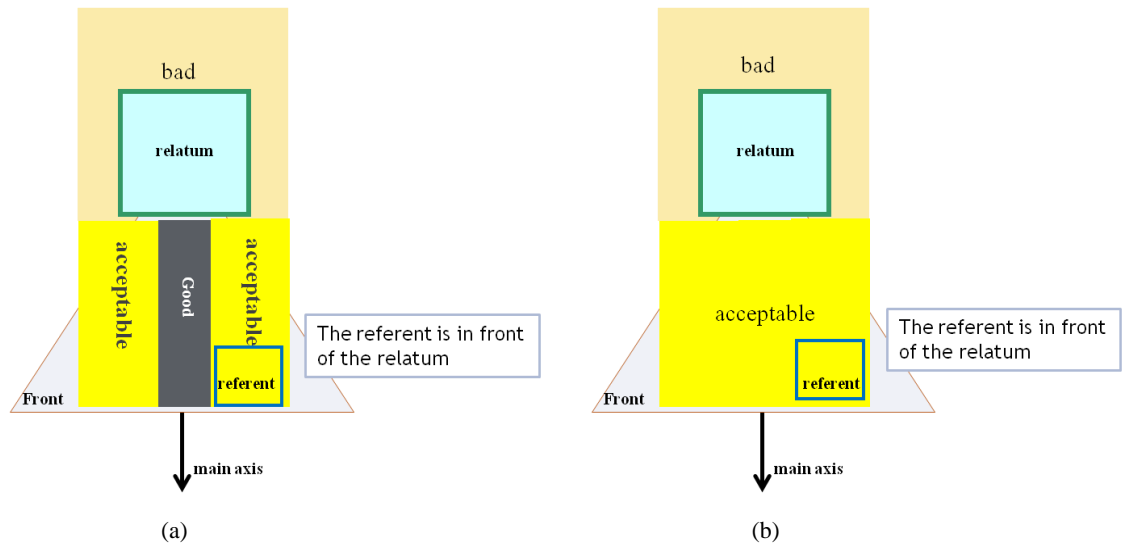 bad
relatum
acceptable
Good
acceptable
referent
Front
The referent is in front
of the relatum
main axis
(a)
bad
relatum
acceptable
referent
Front
The referent is in front
of the relatum
main axis
(b)